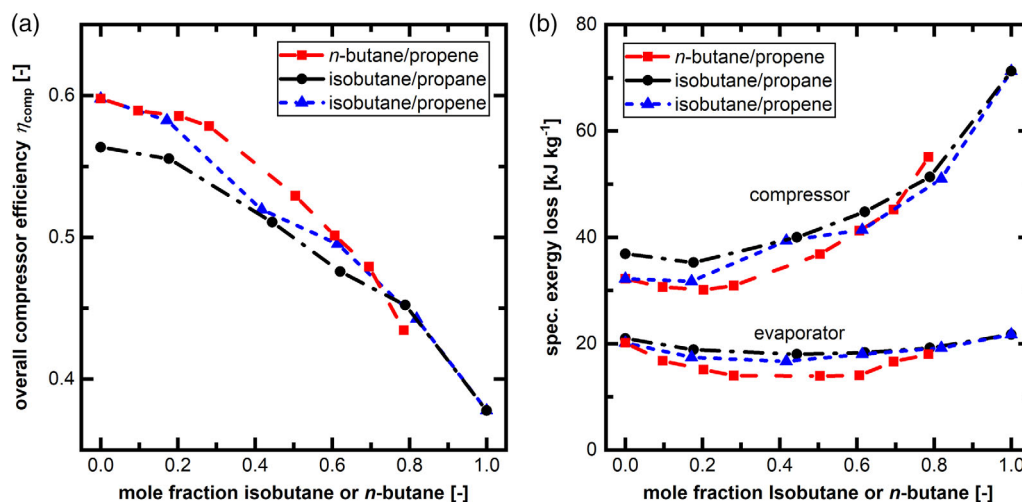 (a)
overall compressor efficiency ηcomp [-]
0.6
0.5
0.4
n-butane/propene
isobutane/propane
isobutane/propene
0.0 0.2 0.4 0.6 0.8 1.0
mole fraction isobutane or n-butane [-]
(b)
spec. exergy loss [kJ kg-1]
80
60
40
20
0
n-butane/propene
isobutane/propane
isobutane/propene
compressor
evaporator
0.0 0.2 0.4 0.6 0.8 1.0
mole fraction Isobutane or n-butane [-]